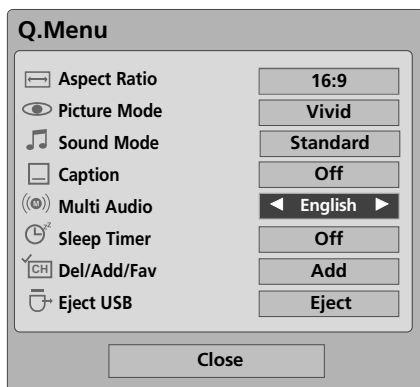 Q.Menu
Aspect Ratio 16:9
Picture Mode Vivid
Sound Mode Standard
Caption Off
Multi Audio ◀ English ▶
Sleep Timer Off
Del/Add/Fav Add
Eject USB Eject
Close